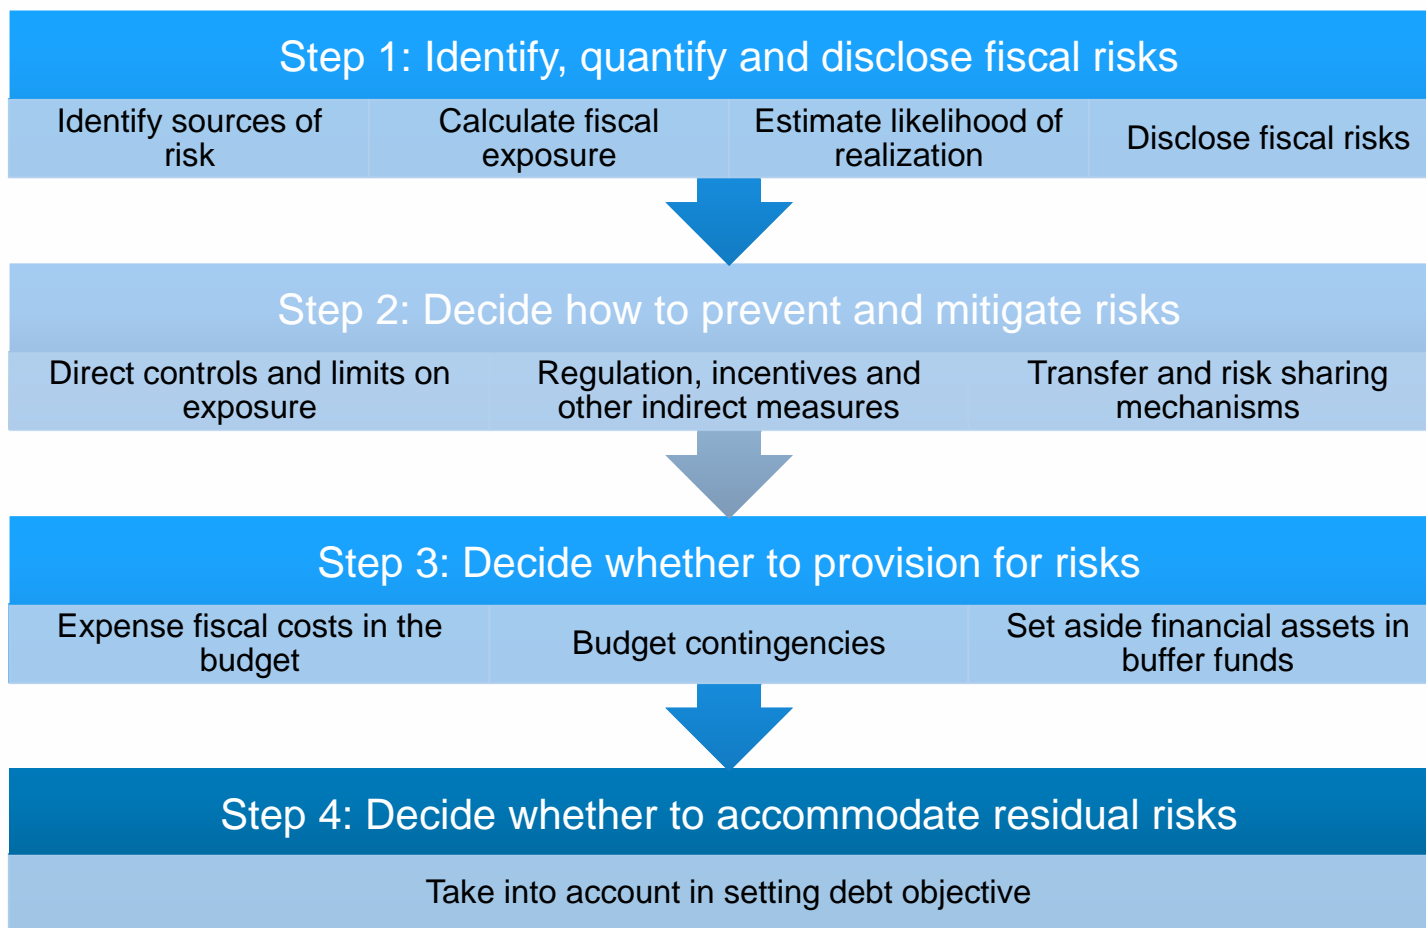 Step 1: Identify, quantify and disclose fiscal risks
Identify sources of
risk
Calculate fiscal
exposure
Estimate likelihood of
realization
Disclose fiscal risks
Step 2: Decide how to prevent and mitigate risks
Direct controls and limits on
exposure
Regulation, incentives and
other indirect measures
Transfer and risk sharing
mechanisms
Step 3: Decide whether to provision for risks
Expense fiscal costs in the
budget
Budget contingencies
Set aside financial assets in
buffer funds
Step 4: Decide whether to accommodate residual risks
Take into account in setting debt objective